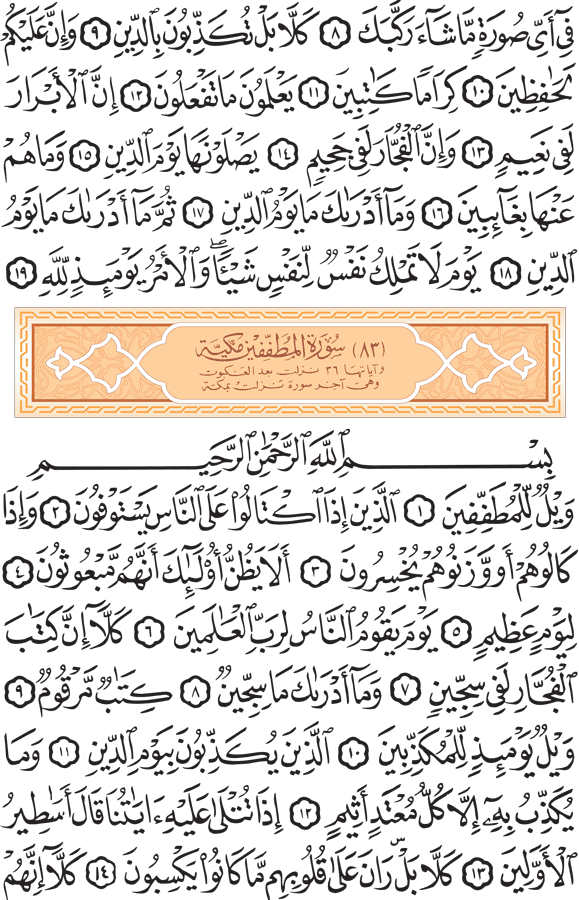 فِىٓ أَىِّ صُورَةٍۢ مَّا شَآءَ رَكَّبَكَ ٨ كَلَّا بَلْ تُكَذِّبُونَ بِٱلدِّينِ ٩ وَإِنَّ عَلَيْكُمْ
لَحَٰفِظِينَ ١٠ كِرَامًا كَٰتِبِينَ ١١ يَعْلَمُونَ مَا تَفْعَلُونَ ١٢ إِنَّ ٱلْأَبْرَارَ
لَفِى نَعِيمٍ ١٣ وَإِنَّ ٱلْفُجَّارَ لَفِى جَحِيمٍ ١٤ يَصْلَوْنَهَا يَوْمَ ٱلدِّينِ ١٥ وَمَا هُمْ
عَنْهَا بِغَآئِبِينَ ١٦ وَمَآ أَدْرَىٰكَ مَا يَوْمُ ٱلدِّينِ ١٧ ثُمَّ مَآ أَدْرَىٰكَ مَا يَوْمُ
ٱلدِّينِ ١٨ يَوْمَ لَا تَمْلِكُ نَفْسٌ لِّنَفْسٍ شَيْـًٔا ۖ وَٱلْأَمْرُ يَوْمَئِذٍ لِّلَّهِ ١٩
(٨٣) سُورَةُ المُطَفِّفِينَ مَكِيَّة
وآياتها ٣٦ نزلت بعد العنكبوت
وهى آخر سورة نزلت بمكة
بِسْمِ ٱللَّهِ ٱلرَّحْمَٰنِ ٱلرَّحِيمِ
وَيْلٌ لِّلْمُطَفِّفِينَ ١ ٱلَّذِينَ إِذَا ٱكْتَالُوا۟ عَلَى ٱلنَّاسِ يَسْتَوْفُونَ ٢ وَإِذَا
كَالُوهُمْ أَو وَّزَنُوهُمْ يُخْسِرُونَ ٣ أَلَا يَظُنُّ أُو۟لَٰٓئِكَ أَنَّهُم مَّبْعُوثُونَ ٤
لِيَوْمٍ عَظِيمٍ ٥ يَوْمَ يَقُومُ ٱلنَّاسُ لِرَبِّ ٱلْعَٰلَمِينَ ٦ كَلَّآ إِنَّ كِتَٰبَ
ٱلْفُجَّارِ لَفِى سِجِّينٍ ٧ وَمَآ أَدْرَىٰكَ مَا سِجِّينٌ ٨ كِتَٰبٌ مَّرْقُومٌ ٩
وَيْلٌ يَوْمَئِذٍ لِّلْمُكَذِّبِينَ ١٠ ٱلَّذِينَ يُكَذِّبُونَ بِيَوْمِ ٱلدِّينِ ١١ وَمَا
يُكَذِّبُ بِهِۦٓ إِلَّا كُلُّ مُعْتَدٍ أَثِيمٍ ١٢ إِذَا تُتْلَىٰ عَلَيْهِ ءَايَٰتُنَا قَالَ أَسَٰطِيرُ
ٱلْأَوَّلِينَ ١٣ كَلَّا بَلْ ۜ رَانَ عَلَىٰ قُلُوبِهِم مَّا كَانُوا۟ يَكْسِبُونَ ١٤ كَلَّآ إِنَّهُمْ